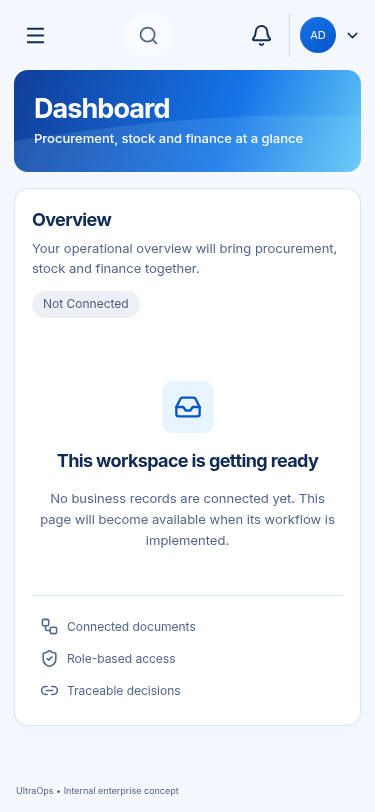 AD
Dashboard
Procurement, stock and finance at a glance
Overview
Your operational overview will bring procurement,
stock and finance together.
Not Connected
This workspace is getting ready
No business records are connected yet. This
page will become available when its workflow is
implemented.
Connected documents
Role-based access
Traceable decisions
UltraOps • Internal enterprise concept